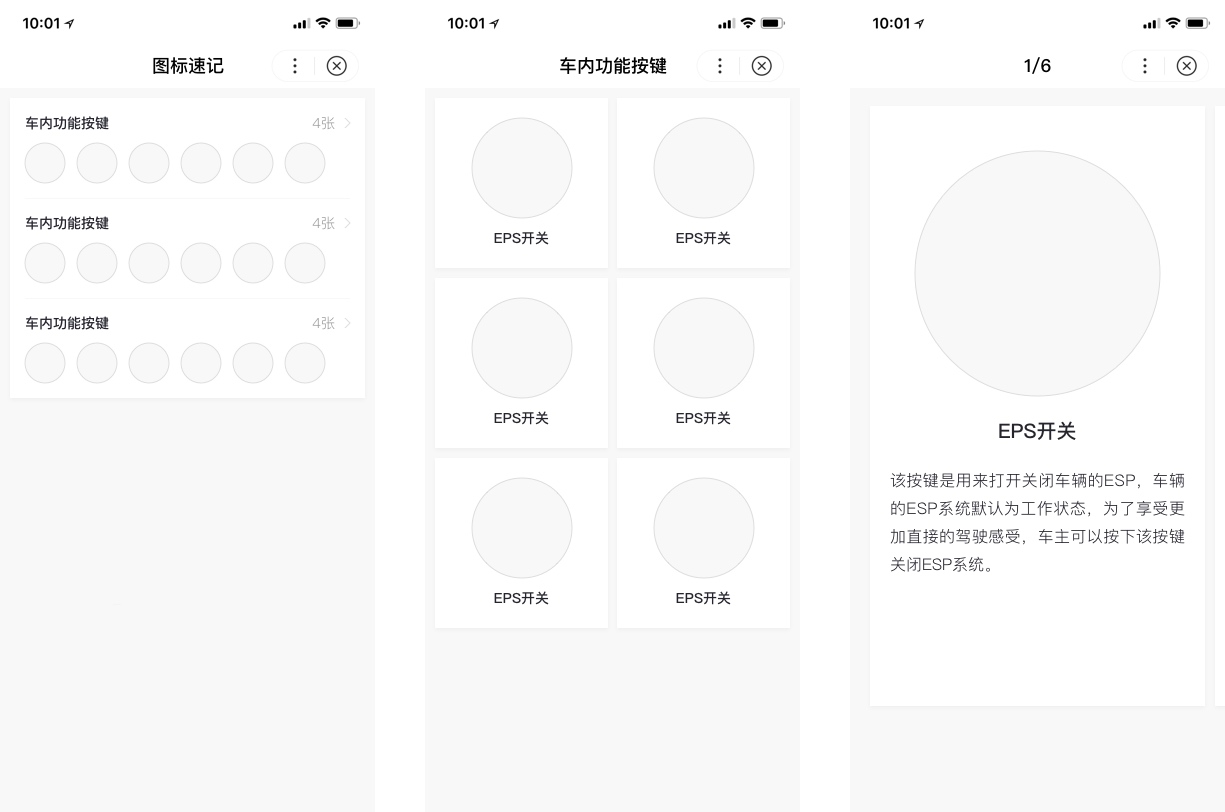 10:01
图标速记
车内功能按键
4张
车内功能按键
4张
车内功能按键
4张
10:01
车内功能按键
EPS开关
EPS开关
EPS开关
EPS开关
EPS开关
EPS开关
10:01
1/6
EPS开关
该按键是用来打开关闭车辆的ESP，车辆
的ESP系统默认为工作状态，为了享受更
加直接的驾驶感受，车主可以按下该按键
关闭ESP系统。